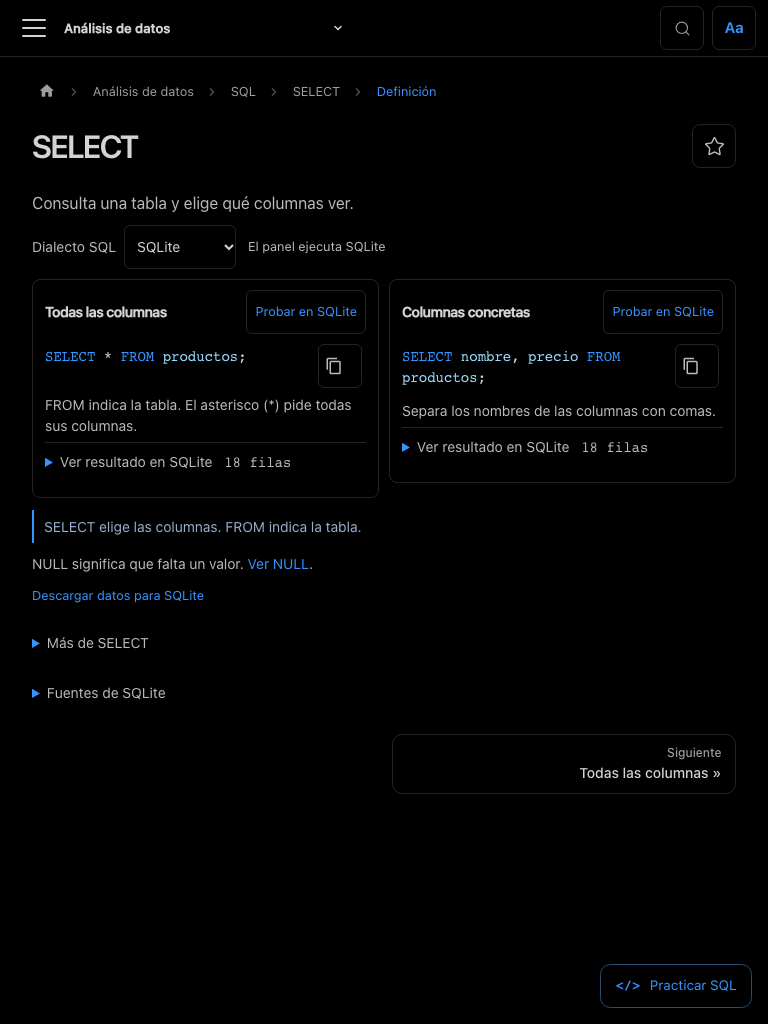 Análisis de datos
Aa
Análisis de datos > SQL > SELECT > Definición
SELECT
Consulta una tabla y elige qué columnas ver.
Dialecto SQL SQLite El panel ejecuta SQLite
Todas las columnas Probar en SQLite
SELECT * FROM productos;
FROM indica la tabla. El asterisco (*) pide todas
sus columnas.
Ver resultado en SQLite 18 filas
Columnas concretas Probar en SQLite
SELECT nombre, precio FROM
productos;
Separa los nombres de las columnas con comas.
Ver resultado en SQLite 18 filas
SELECT elige las columnas. FROM indica la tabla.
NULL significa que falta un valor. Ver NULL.
Descargar datos para SQLite
Más de SELECT
Fuentes de SQLite
Siguiente
Todas las columnas »
</> Practicar SQL